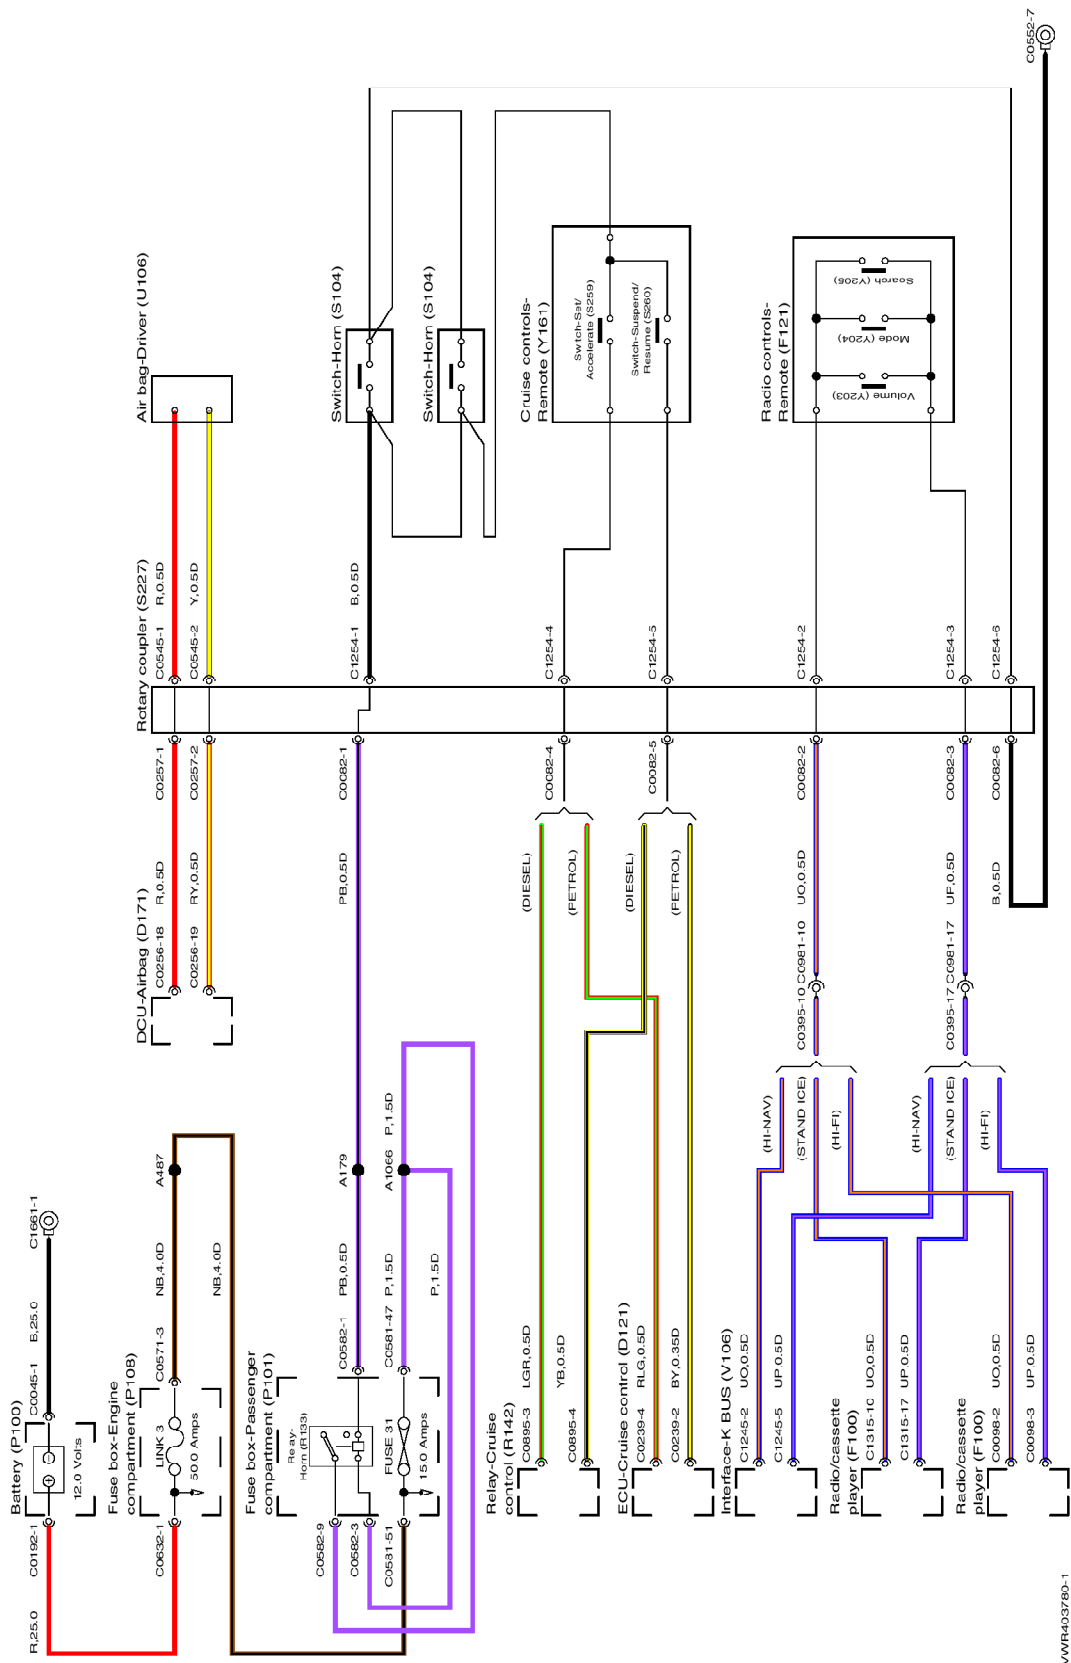 Battery (P100)
12.0 Volts
C0192-1
R,25.0
C0045-1
B,25.0
C1661-1
Fuse box-Engine
compartment (P108)
LINK 3
50.0 Amps
C0632-1
C0571-3
NB,4.0D
NB,4.0D
A487
Fuse box-Passenger
compartment (P101)
Relay-
Horn (R133)
FUSE 31
15.0 Amps
C0582-9
C0582-3
C0581-51
C0582-1
C0581-47
PB,0.5D
P,1.5D
P,1.5D
A179
A1066
P,1.5D
PB,0.5D
C0082-1
DCU-Airbag (D171)
C0256-18
R,0.5D
C0257-1
C0256-19
RY,0.5D
C0257-2
Rotary coupler (S227)
C0545-1
R,0.5D
C0545-2
Y,0.5D
Air bag-Driver (U106)
C1254-1
B,0.5D
Switch-Horn (S104)
Switch-Horn (S104)
Cruise controls-
Remote (Y161)
Switch-Set/
Accelerate (S259)
Switch-Suspend/
Resume (S260)
C1254-4
C1254-5
C0082-4
C0082-5
(DIESEL)
(PETROL)
(DIESEL)
(PETROL)
Relay-Cruise
control (R142)
C0895-3
LGR,0.5D
C0895-4
YB,0.5D
ECU-Cruise control (D121)
C0239-4
RLG,0.5D
C0239-2
BY,0.35D
Radio controls-
Remote (F121)
Volume (Y203)
Mode (Y204)
Search (Y205)
C1254-2
C1254-3
C1254-6
C0082-2
C0082-3
C0082-6
UO,0.5D
UP,0.5D
B,0.5D
C0981-10
C0395-10
C0981-17
C0395-17
(HI-NAV)
(STAND ICE)
(HI-FI)
(HI-NAV)
(STAND ICE)
(HI-FI)
Interface-K BUS (V106)
C1245-2
UO,0.5D
C1245-5
UP,0.5D
Radio/cassette
player (F100)
C1315-10
UO,0.5D
C1315-17
UP,0.5D
Radio/cassette
player (F100)
C0098-2
UO,0.5D
C0098-3
UP,0.5D
C0552-7
VWR403780-1